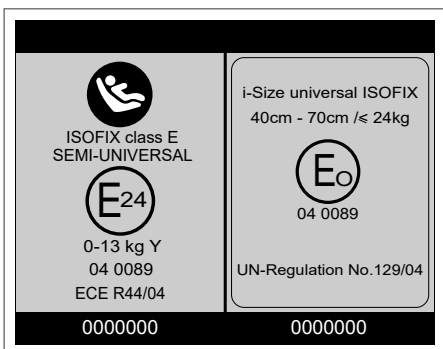 ISOFIX class E
SEMI-UNIVERSAL
E24
0-13 kg Y
04 0089
ECE R44/04
0000000
i-Size universal ISOFIX
40cm - 70cm /≤ 24kg
EO
04 0089
UN-Regulation No.129/04
0000000